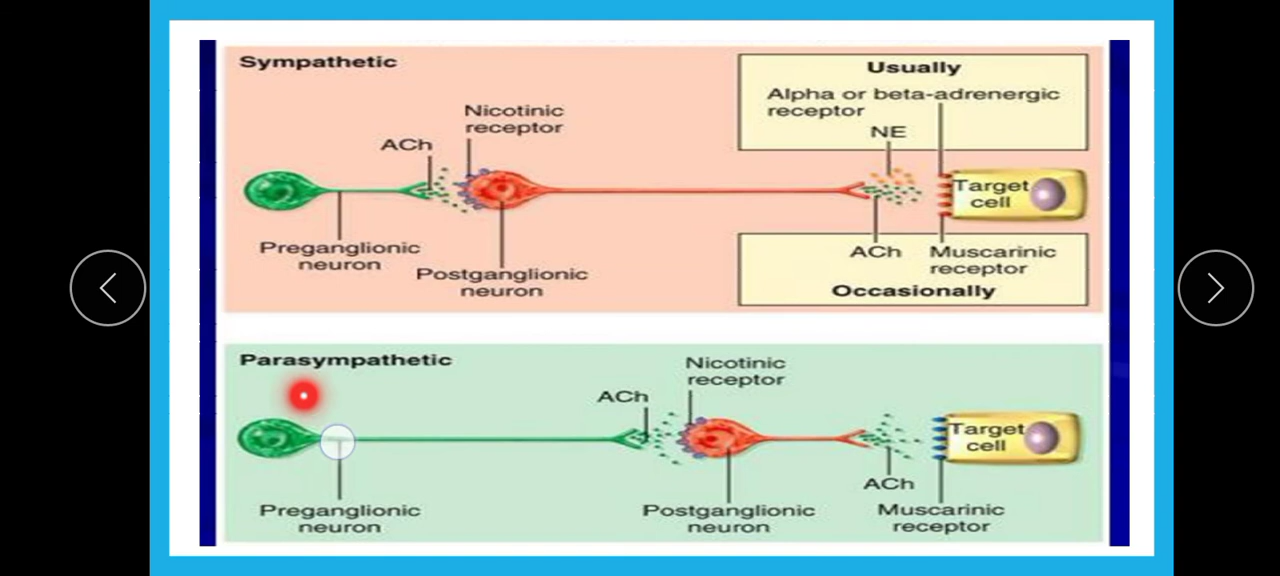 Sympathetic
Usually
Alpha or beta-adrenergic
receptor
NE
Nicotinic
receptor
ACh
Target
cell
Preganglionic
neuron
Postganglionic
neuron
ACh
Muscarinic
receptor
Occasionally
Parasympathetic
Nicotinic
receptor
ACh
Target
cell
ACh
Preganglionic
neuron
Postganglionic
neuron
Muscarinic
receptor